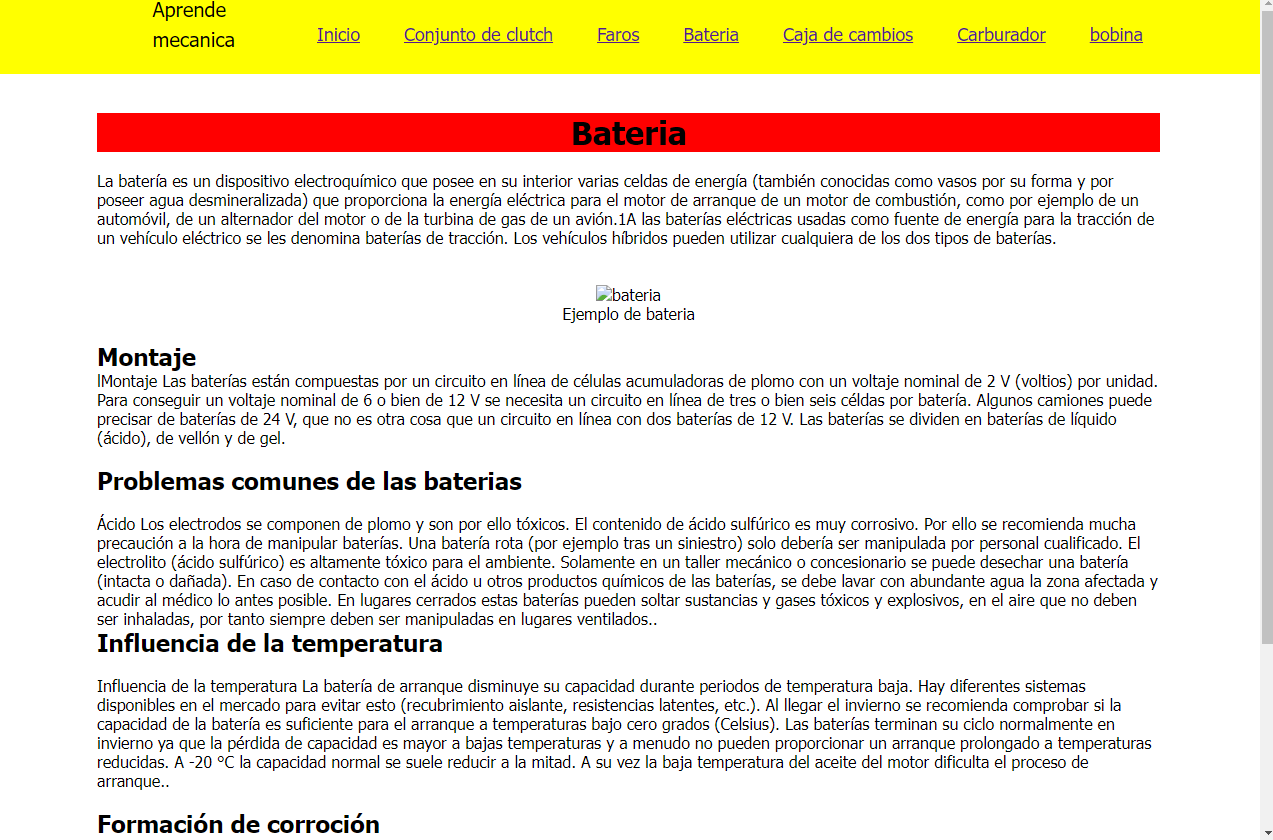 Aprende
mecanica
Inicio Conjunto de clutch Faros Bateria Caja de cambios Carburador bobina
Bateria
La batería es un dispositivo electroquímico que posee en su interior varias celdas de energía (también conocidas como vasos por su forma y por
poseer agua desmineralizada) que proporciona la energía eléctrica para el motor de arranque de un motor de combustión, como por ejemplo de un
automóvil, de un alternador del motor o de la turbina de gas de un avión.1A las baterías eléctricas usadas como fuente de energía para la tracción de
un vehículo eléctrico se les denomina baterías de tracción. Los vehículos híbridos pueden utilizar cualquiera de los dos tipos de baterías.
bateria
Ejemplo de bateria
Montaje
lMontaje Las baterías están compuestas por un circuito en línea de células acumuladoras de plomo con un voltaje nominal de 2 V (voltios) por unidad.
Para conseguir un voltaje nominal de 6 o bien de 12 V se necesita un circuito en línea de tres o bien seis céldas por batería. Algunos camiones puede
precisar de baterías de 24 V, que no es otra cosa que un circuito en línea con dos baterías de 12 V. Las baterías se dividen en baterías de líquido
(ácido), de vellón y de gel.
Problemas comunes de las baterias
Ácido Los electrodos se componen de plomo y son por ello tóxicos. El contenido de ácido sulfúrico es muy corrosivo. Por ello se recomienda mucha
precaución a la hora de manipular baterías. Una batería rota (por ejemplo tras un siniestro) solo debería ser manipulada por personal cualificado. El
electrolito (ácido sulfúrico) es altamente tóxico para el ambiente. Solamente en un taller mecánico o concesionario se puede desechar una batería
(intacta o dañada). En caso de contacto con el ácido u otros productos químicos de las baterías, se debe lavar con abundante agua la zona afectada y
acudir al médico lo antes posible. En lugares cerrados estas baterías pueden soltar sustancias y gases tóxicos y explosivos, en el aire que no deben
ser inhaladas, por tanto siempre deben ser manipuladas en lugares ventilados..
Influencia de la temperatura
Influencia de la temperatura La batería de arranque disminuye su capacidad durante periodos de temperatura baja. Hay diferentes sistemas
disponibles en el mercado para evitar esto (recubrimiento aislante, resistencias latentes, etc.). Al llegar el invierno se recomienda comprobar si la
capacidad de la batería es suficiente para el arranque a temperaturas bajo cero grados (Celsius). Las baterías terminan su ciclo normalmente en
invierno ya que la pérdida de capacidad es mayor a bajas temperaturas y a menudo no pueden proporcionar un arranque prolongado a temperaturas
reducidas. A -20 °C la capacidad normal se suele reducir a la mitad. A su vez la baja temperatura del aceite del motor dificulta el proceso de
arranque..
Formación de corroción